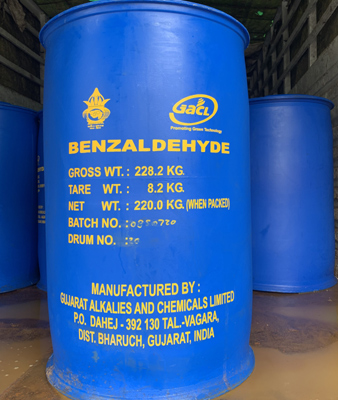 GACL
Promoting Green Technology
BENZALDEHYDE
GROSS WT. : 228.2 KG.
TARE WT. : 8.2 KG.
NET WT. : 220.0 KG. (WHEN PACKED)
BATCH NO.
DRUM NO.
MANUFACTURED BY :
GUJARAT ALKALIES AND CHEMICALS LIMITED
P.O. DAHEJ - 392 130 TAL.-VAGARA,
DIST. BHARUCH, GUJARAT, INDIA